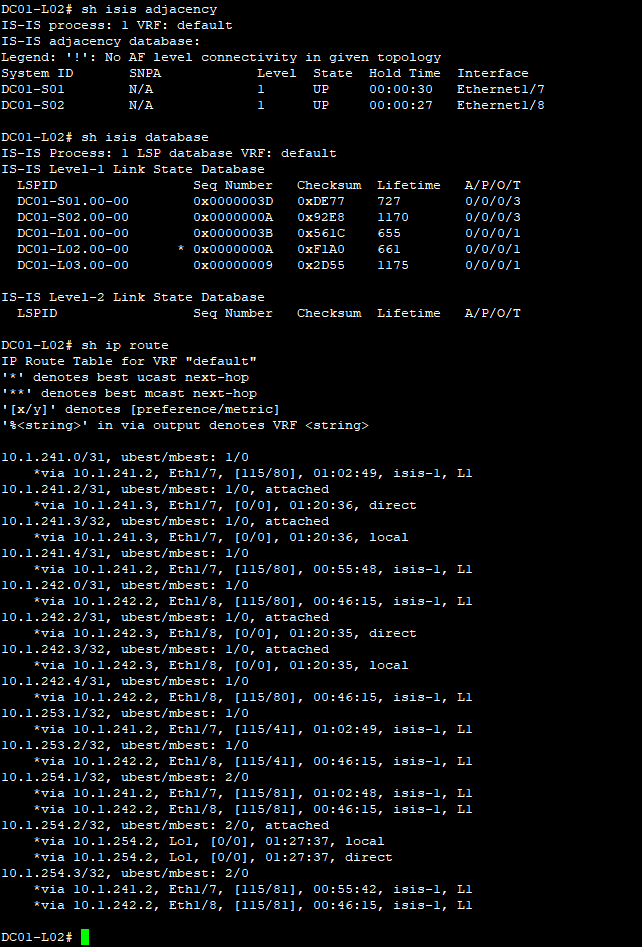 DC01-L02# sh isis adjacency
IS-IS process: 1 VRF: default
IS-IS adjacency database:
Legend: '!': No AF level connectivity in given topology
System ID       SNPA            Level  State  Hold Time  Interface
DC01-S01        N/A             1      UP     00:00:30   Ethernet1/7
DC01-S02        N/A             1      UP     00:00:27   Ethernet1/8

DC01-L02# sh isis database
IS-IS Process: 1 LSP database VRF: default
IS-IS Level-1 Link State Database
  LSPID                 Seq Number   Checksum  Lifetime   A/P/O/T
  DC01-S01.00-00        0x0000003D   0xDE77    727        0/0/0/3
  DC01-S02.00-00        0x0000000A   0x92E8    1170       0/0/0/3
  DC01-L01.00-00        0x0000003B   0x561C    655        0/0/0/1
  DC01-L02.00-00      * 0x0000000A   0xF1A0    661        0/0/0/1
  DC01-L03.00-00        0x00000009   0x2D55    1175       0/0/0/1

IS-IS Level-2 Link State Database
  LSPID                 Seq Number   Checksum  Lifetime   A/P/O/T

DC01-L02# sh ip route
IP Route Table for VRF "default"
'*' denotes best ucast next-hop
'**' denotes best mcast next-hop
'[x/y]' denotes [preference/metric]
'%<string>' in via output denotes VRF <string>

10.1.241.0/31, ubest/mbest: 1/0
    *via 10.1.241.2, Eth1/7, [115/80], 01:02:49, isis-1, L1
10.1.241.2/31, ubest/mbest: 1/0, attached
    *via 10.1.241.3, Eth1/7, [0/0], 01:20:36, direct
10.1.241.3/32, ubest/mbest: 1/0, attached
    *via 10.1.241.3, Eth1/7, [0/0], 01:20:36, local
10.1.241.4/31, ubest/mbest: 1/0
    *via 10.1.241.2, Eth1/7, [115/80], 00:55:48, isis-1, L1
10.1.242.0/31, ubest/mbest: 1/0
    *via 10.1.242.2, Eth1/8, [115/80], 00:46:15, isis-1, L1
10.1.242.2/31, ubest/mbest: 1/0, attached
    *via 10.1.242.3, Eth1/8, [0/0], 01:20:35, direct
10.1.242.3/32, ubest/mbest: 1/0, attached
    *via 10.1.242.3, Eth1/8, [0/0], 01:20:35, local
10.1.242.4/31, ubest/mbest: 1/0
    *via 10.1.242.2, Eth1/8, [115/80], 00:46:15, isis-1, L1
10.1.253.1/32, ubest/mbest: 1/0
    *via 10.1.241.2, Eth1/7, [115/41], 01:02:49, isis-1, L1
10.1.253.2/32, ubest/mbest: 1/0
    *via 10.1.242.2, Eth1/8, [115/41], 00:46:15, isis-1, L1
10.1.254.1/32, ubest/mbest: 2/0
    *via 10.1.241.2, Eth1/7, [115/81], 01:02:48, isis-1, L1
    *via 10.1.242.2, Eth1/8, [115/81], 00:46:15, isis-1, L1
10.1.254.2/32, ubest/mbest: 2/0, attached
    *via 10.1.254.2, Lo1, [0/0], 01:27:37, local
    *via 10.1.254.2, Lo1, [0/0], 01:27:37, direct
10.1.254.3/32, ubest/mbest: 2/0
    *via 10.1.241.2, Eth1/7, [115/81], 00:55:42, isis-1, L1
    *via 10.1.242.2, Eth1/8, [115/81], 00:46:15, isis-1, L1

DC01-L02#